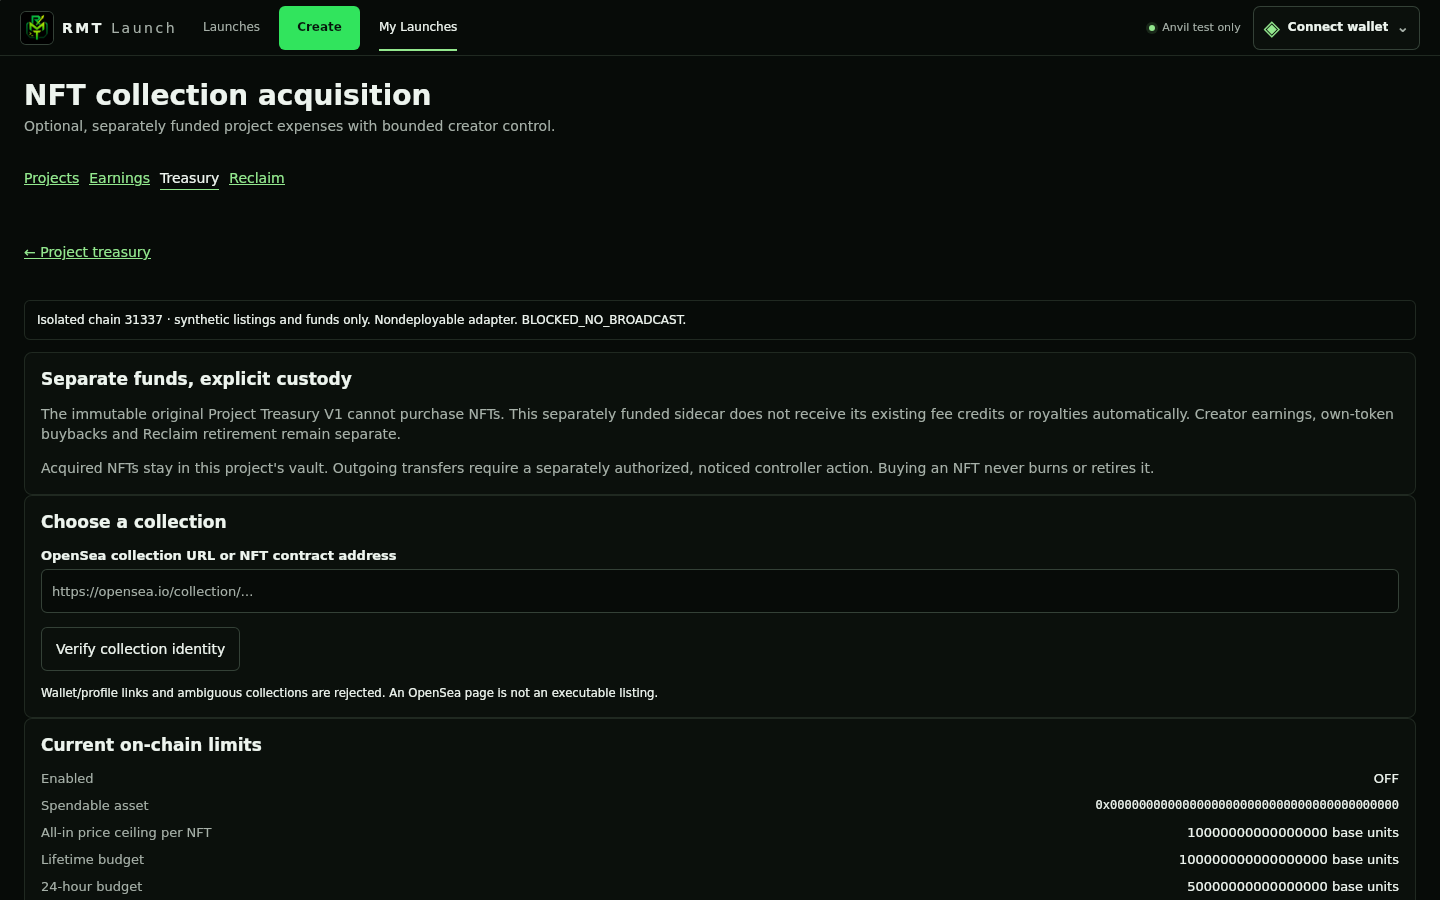 RMT Launch
Launches
Create
My Launches
Anvil test only
Connect wallet
NFT collection acquisition
Optional, separately funded project expenses with bounded creator control.
Projects Earnings Treasury Reclaim
← Project treasury
Isolated chain 31337 · synthetic listings and funds only. Nondeployable adapter. BLOCKED_NO_BROADCAST.
Separate funds, explicit custody
The immutable original Project Treasury V1 cannot purchase NFTs. This separately funded sidecar does not receive its existing fee credits or royalties automatically. Creator earnings, own-token
buybacks and Reclaim retirement remain separate.
Acquired NFTs stay in this project's vault. Outgoing transfers require a separately authorized, noticed controller action. Buying an NFT never burns or retires it.
Choose a collection
OpenSea collection URL or NFT contract address
https://opensea.io/collection/...
Verify collection identity
Wallet/profile links and ambiguous collections are rejected. An OpenSea page is not an executable listing.
Current on-chain limits
Enabled OFF
Spendable asset 0x0000000000000000000000000000000000000000
All-in price ceiling per NFT 10000000000000000 base units
Lifetime budget 100000000000000000 base units
24-hour budget 50000000000000000 base units